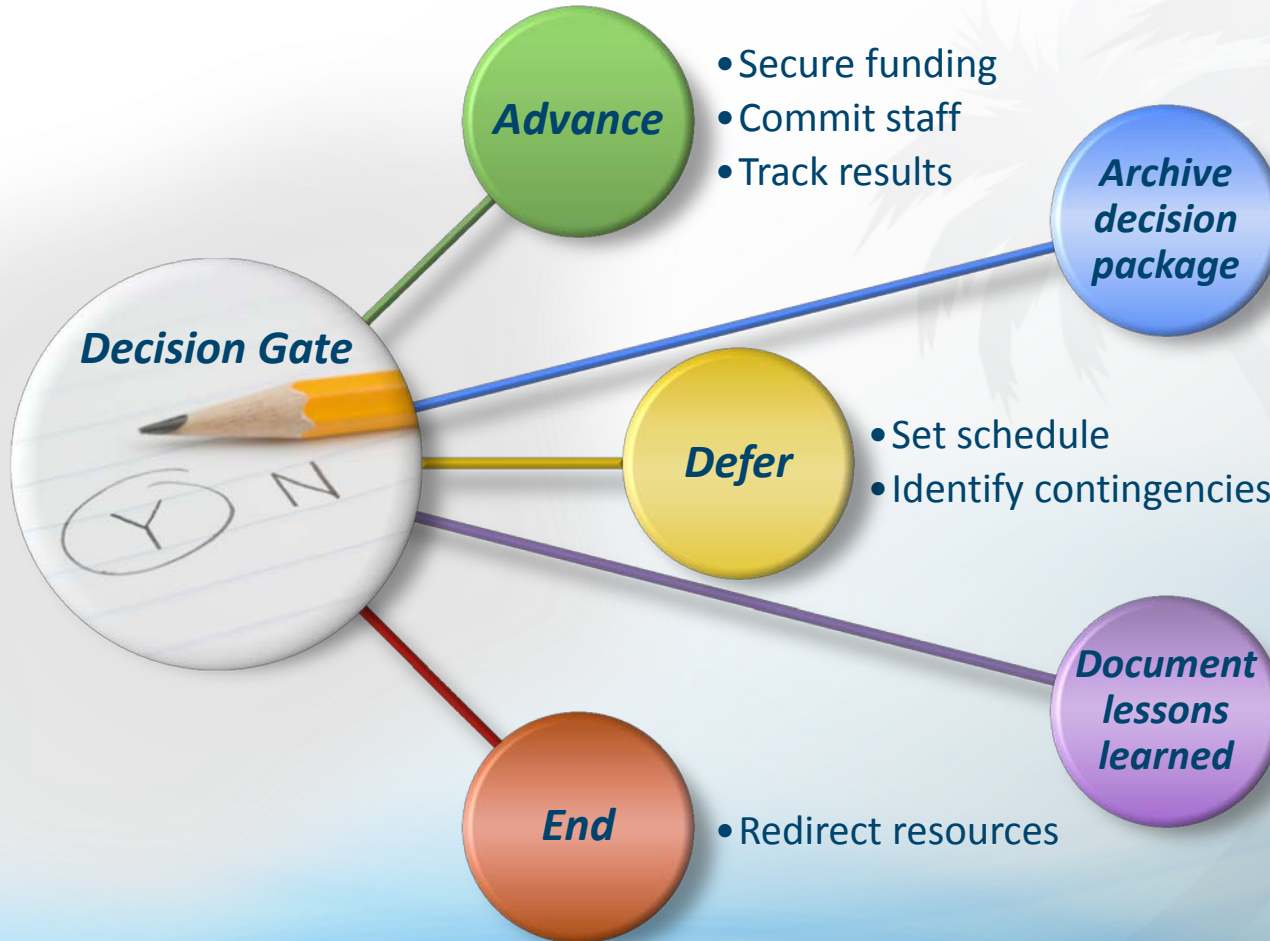 Advance
•Secure funding
•Commit staff
•Track results
Archive
decision
package
Decision Gate
Y N
Defer
•Set schedule
•Identify contingencies
Document
lessons
learned
End
•Redirect resources